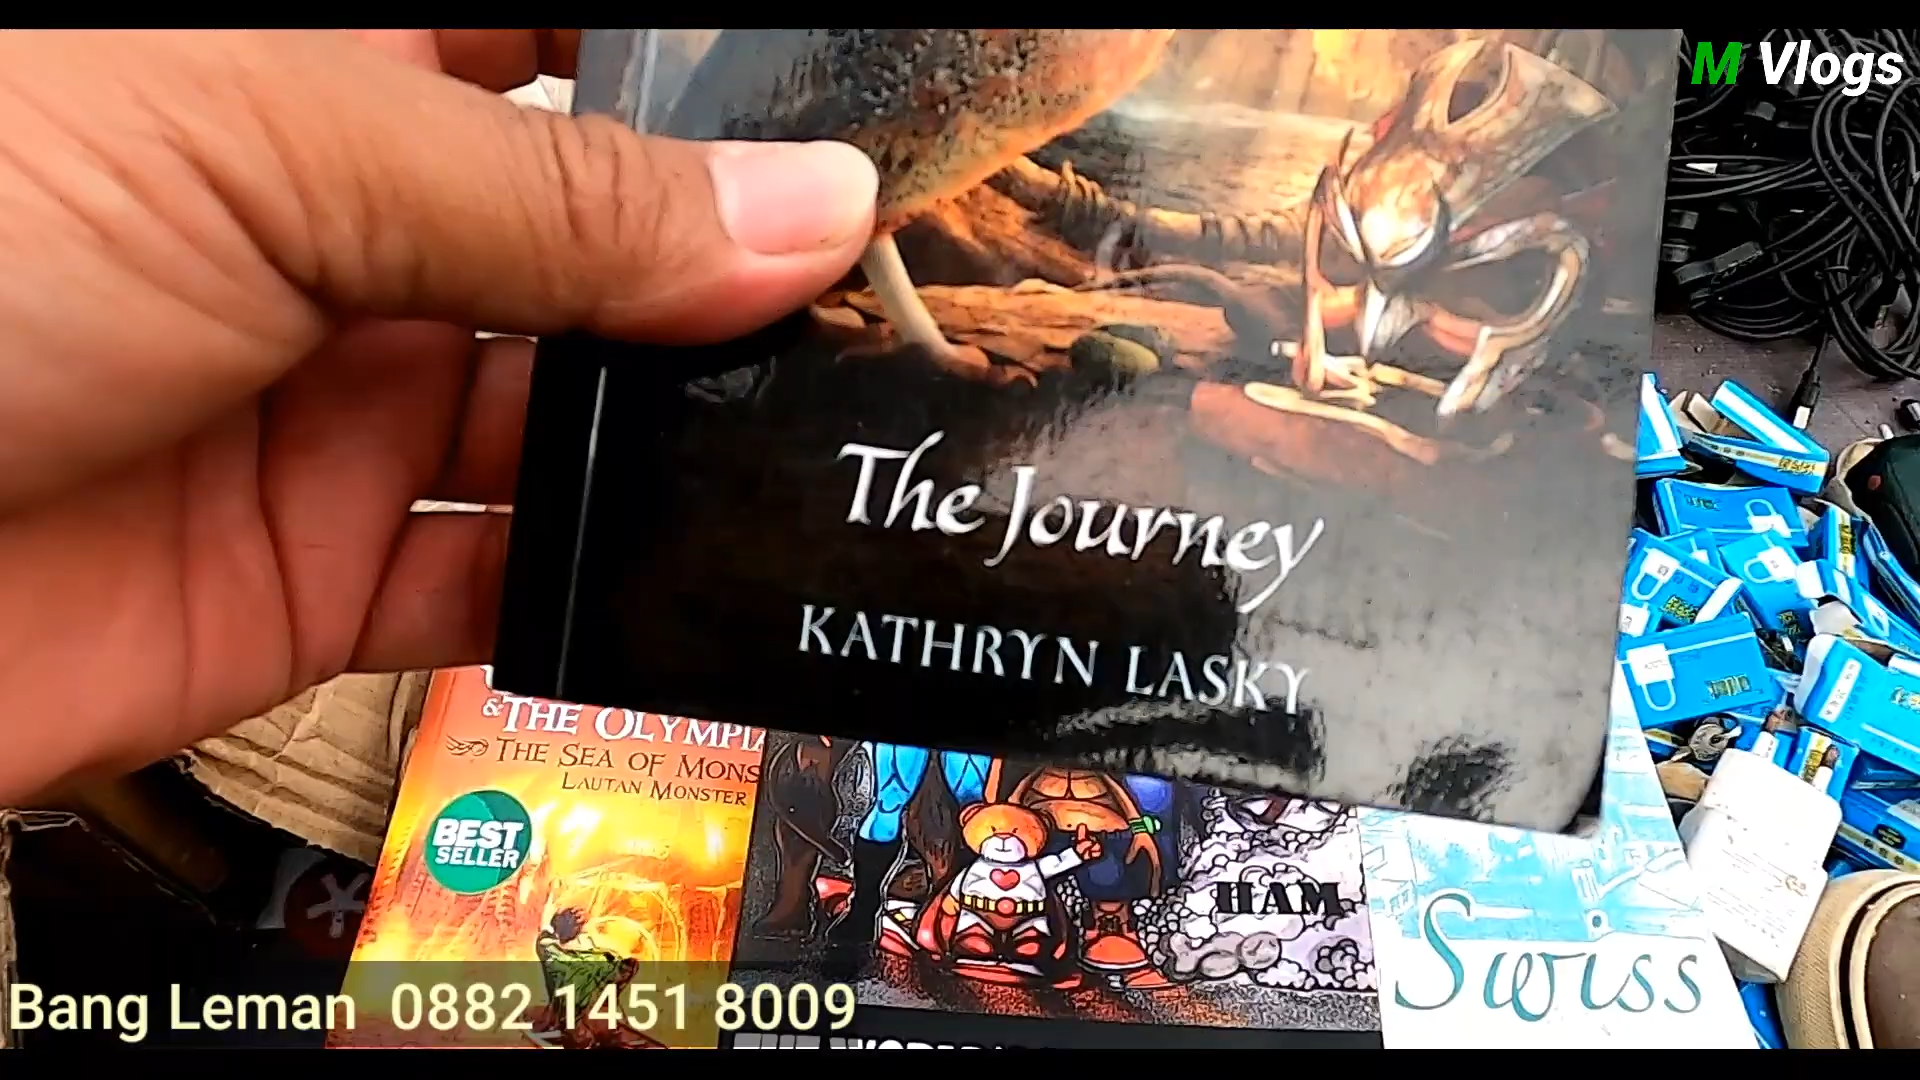 M Vlogs
The Journey
KATHRYN LASKY
&THE OLYMPIA
THE SEA OF MONS
LAUTAN MONSTER
BEST
SELLER
HAM
Swiss
Bang Leman 0882 1451 8009